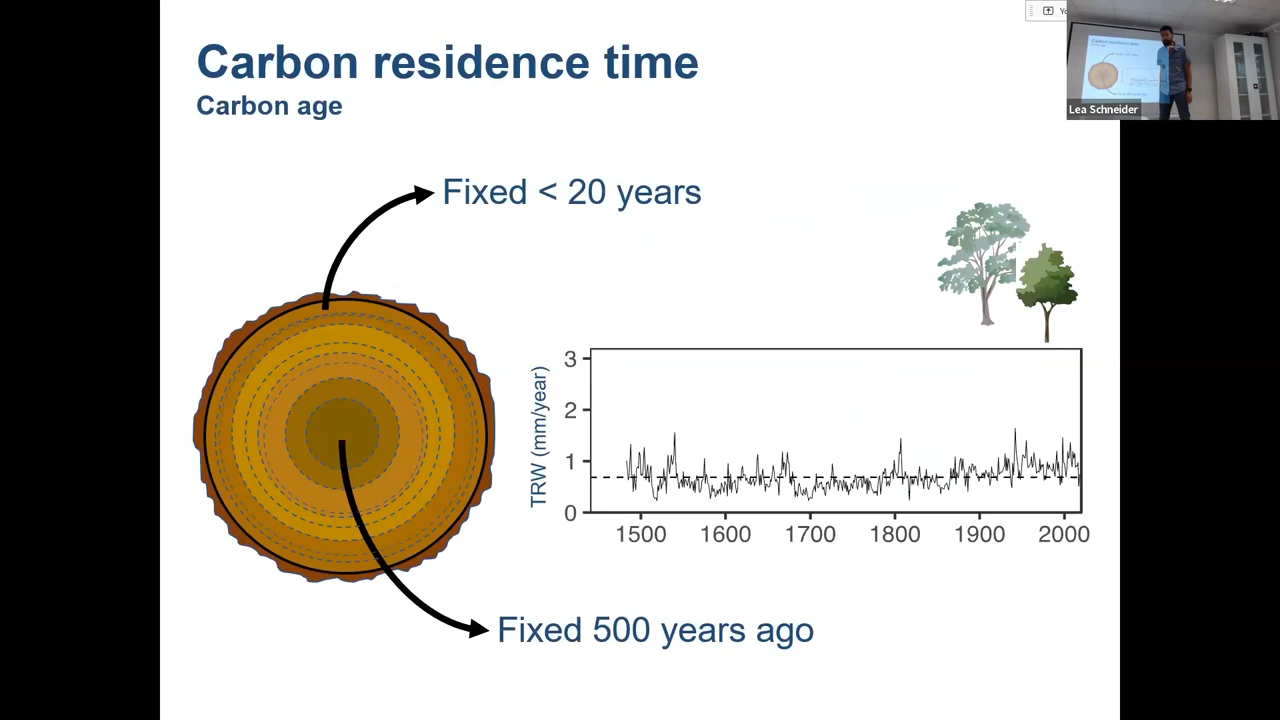 Carbon residence time
Carbon age
Lea Schneider
Fixed < 20 years
TRW (mm/year)
3
2
1
0
1500 1600 1700 1800 1900 2000
Fixed 500 years ago